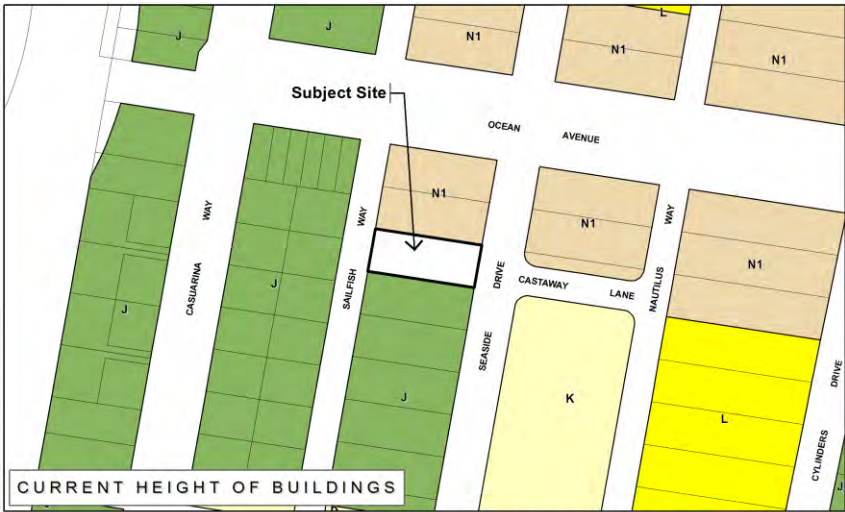 L
J
J
N1
N1
N1
Subject Site
OCEAN AVENUE
N1
N1
N1
CASUARINA WAY
SAILFISH WAY
SEASIDE DRIVE
CASTAWAY LANE
NAUTILUS WAY
CYLINDERS DRIVE
J
J
J
K
L
J
CURRENT HEIGHT OF BUILDINGS